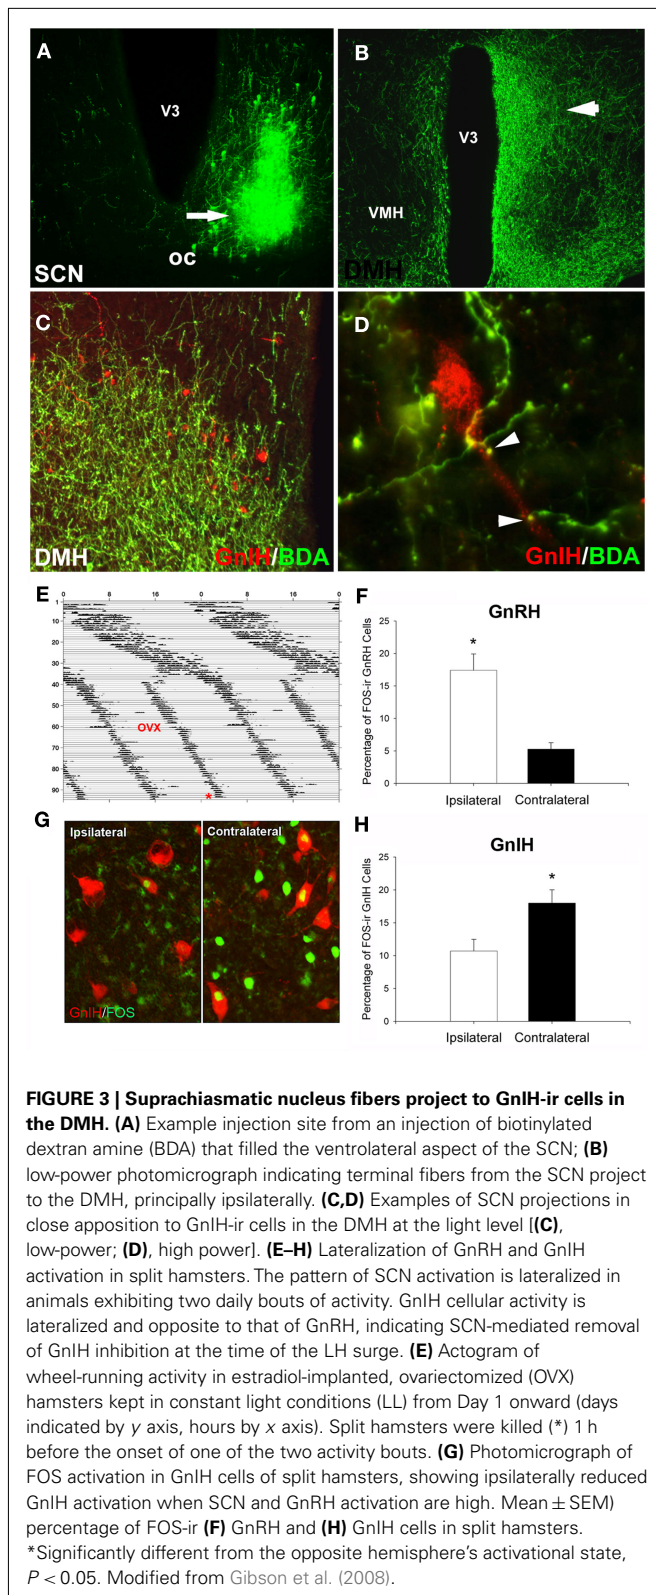 A
V3
SCN
oc
B
V3
VMH
DMH
C
DMH
GnIH/BDA
D
GnIH/BDA
E
0 8 16 0 8 16 0
1
10
20
30
40
50
60
70
80
90
OVX
*
F
GnRH
Percentage of FOS-ir GnRH Cells
25
20
15
10
5
0
*
Ipsilateral Contralateral
G
Ipsilateral
Contralateral
GnIH/FOS
H
GnIH
Percentage of FOS-ir GnIH Cells
25
20
15
10
5
0
*
Ipsilateral Contralateral
FIGURE 3 | Suprachiasmatic nucleus fibers project to GnIH-ir cells in
the DMH. (A) Example injection site from an injection of biotinylated
dextran amine (BDA) that filled the ventrolateral aspect of the SCN; (B)
low-power photomicrograph indicating terminal fibers from the SCN project
to the DMH, principally ipsilaterally. (C,D) Examples of SCN projections in
close apposition to GnIH-ir cells in the DMH at the light level [(C),
low-power; (D), high power]. (E–H) Lateralization of GnRH and GnIH
activation in split hamsters. The pattern of SCN activation is lateralized in
animals exhibiting two daily bouts of activity. GnIH cellular activity is
lateralized and opposite to that of GnRH, indicating SCN-mediated removal
of GnIH inhibition at the time of the LH surge. (E) Actogram of
wheel-running activity in estradiol-implanted, ovariectomized (OVX)
hamsters kept in constant light conditions (LL) from Day 1 onward (days
indicated by y axis, hours by x axis). Split hamsters were killed (*) 1 h
before the onset of one of the two activity bouts. (G) Photomicrograph of
FOS activation in GnIH cells of split hamsters, showing ipsilaterally reduced
GnIH activation when SCN and GnRH activation are high. Mean ± SEM)
percentage of FOS-ir (F) GnRH and (H) GnIH cells in split hamsters.
*Significantly different from the opposite hemisphere's activational state,
P < 0.05. Modified from Gibson et al. (2008).